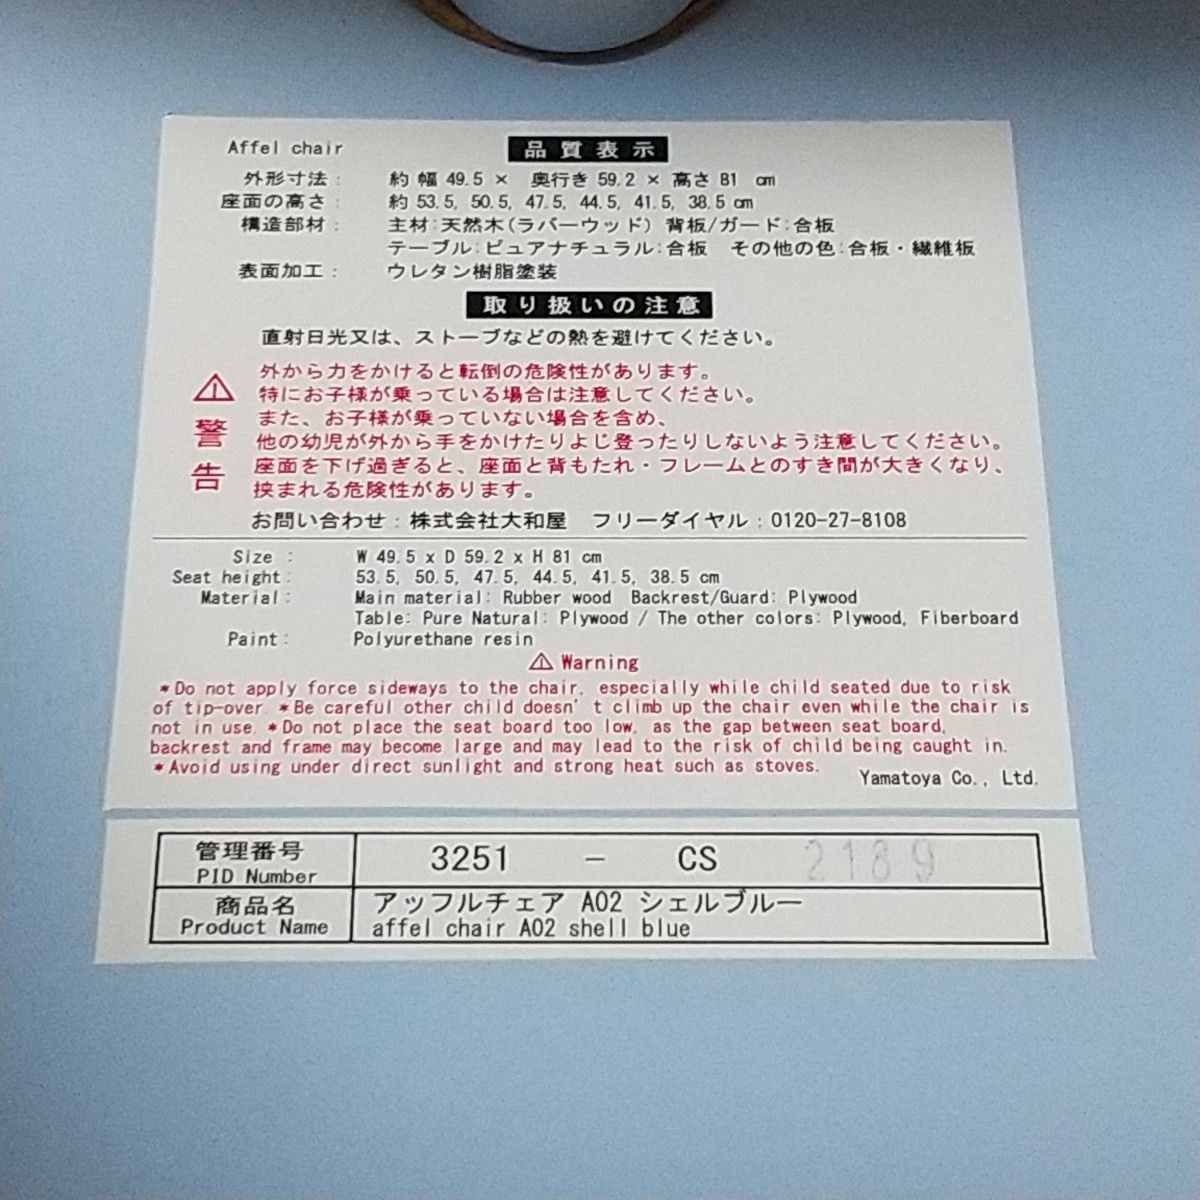 Affel chair 品質表示
外形寸法: 約 幅 49.5 × 奥行き 59.2 × 高さ 81 cm
座面の高さ: 約 53.5, 50.5, 47.5, 44.5, 41.5, 38.5 cm
構造部材: 主材:天然木(ラバーウッド) 背板/ガード:合板
テーブル:ピュアナチュラル:合板 その他の色:合板・繊維板
表面加工: ウレタン樹脂塗装
取り扱いの注意
直射日光又は、ストーブなどの熱を避けてください。
警告
外から力をかけると転倒の危険性があります。
特にお子様が乗っている場合は注意してください。
また、お子様が乗っていない場合を含め、
他の幼児が外から手をかけたりよじ登ったりしないよう注意してください。
座面を下げ過ぎると、座面と背もたれ・フレームとのすき間が大きくなり、
挟まれる危険性があります。
お問い合わせ:株式会社大和屋 フリーダイヤル:0120-27-8108
Size : W 49.5 x D 59.2 x H 81 cm
Seat height: 53.5, 50.5, 47.5, 44.5, 41.5, 38.5 cm
Material: Main material: Rubber wood Backrest/Guard: Plywood
Table: Pure Natural: Plywood / The other colors: Plywood, Fiberboard
Paint: Polyurethane resin
⚠ Warning
*Do not apply force sideways to the chair, especially while child seated due to risk
of tip-over. *Be careful other child doesn't climb up the chair even while the chair is
not in use. *Do not place the seat board too low, as the gap between seat board,
backrest and frame may become large and may lead to the risk of child being caught in.
*Avoid using under direct sunlight and strong heat such as stoves.
Yamatoya Co., Ltd.
管理番号 3251 - CS 2189
PID Number
商品名 アッフルチェア A02 シェルブルー
Product Name affel chair A02 shell blue